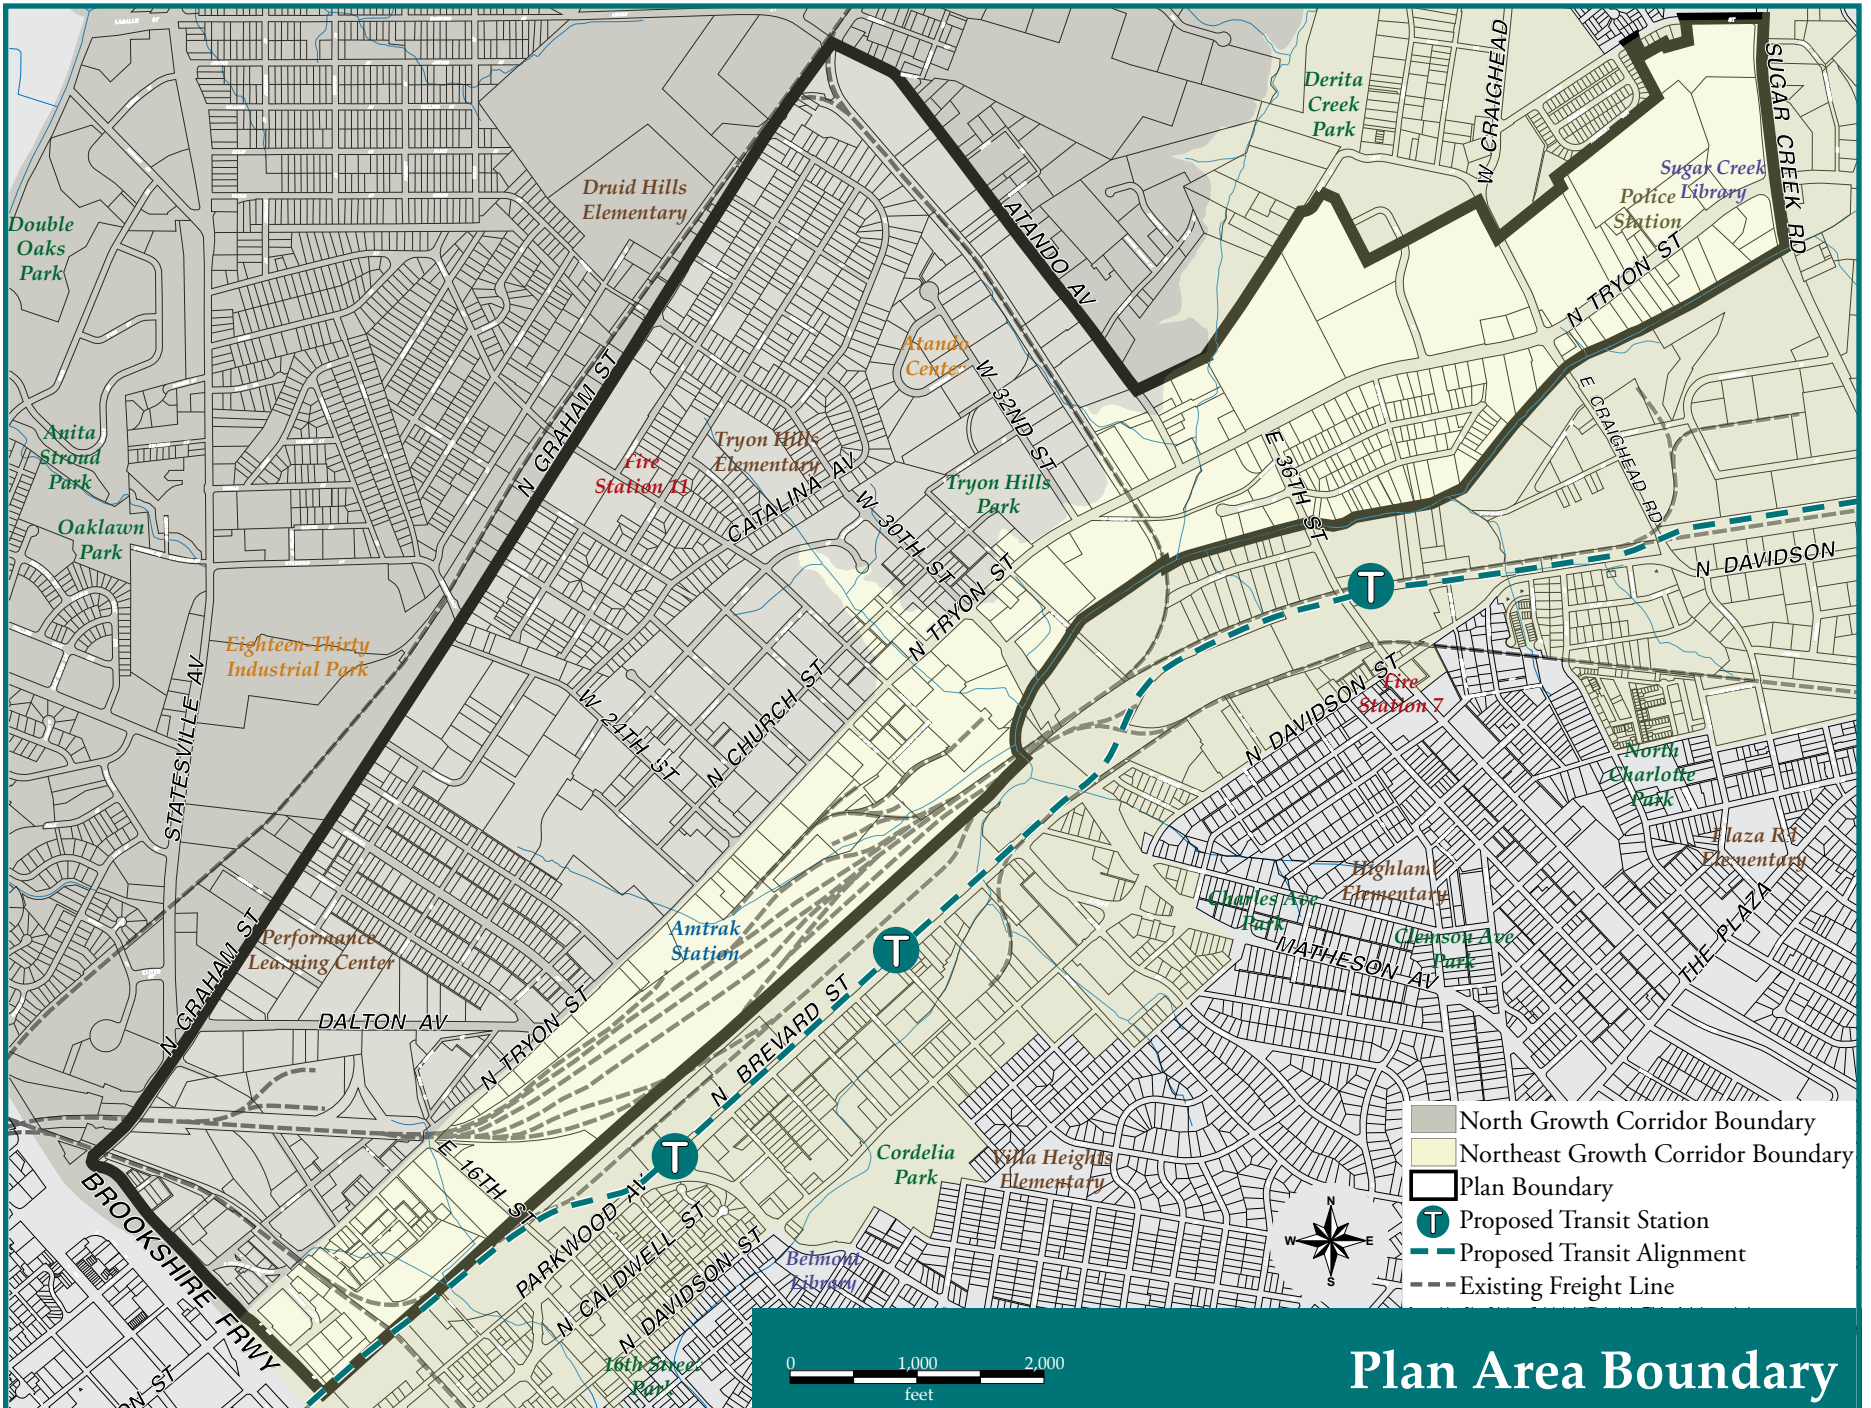 W CRAIGHEAD
SUGAR CREEK RD
Derita
Creek
Park
Sugar Creek
Library
Police
Station
Druid Hills
Elementary
Double
Oaks
Park
ATANDO AV
N TRYON ST
Atando
Center
W 32ND ST
N GRAHAM ST
E CRAIGHEAD RD
Anita
Stroud
Park
Fire
Station 11
Tryon Hills
Elementary
CATALINA AV
W 30TH ST
Tryon Hills
Park
E 36TH ST
Oaklawn
Park
N TRYON ST
N DAVIDSON
T
Eighteen-Thirty
Industrial Park
STATESVILLE AV
W 24TH ST
N CHURCH ST
N DAVIDSON ST
Fire
Station 7
North
Charlotte
Park
Plaza Rd
Elementary
Highland
Elementary
Charles Ave
Park
Clemson Ave
Park
MATHESON AV
THE PLAZA
Amtrak
Station
T
Performance
Learning Center
N GRAHAM ST
DALTON AV
N TRYON ST
N BREVARD ST
T
E 16TH ST
Cordelia
Park
Villa Heights
Elementary
BROOKSHIRE FRWY
PARKWOOD AV
N CALDWELL ST
N DAVIDSON ST
Belmont
Library
16th Street
Park
ON ST
N
W E
S
North Growth Corridor Boundary
Northeast Growth Corridor Boundary
Plan Boundary
T Proposed Transit Station
Proposed Transit Alignment
Existing Freight Line
0 1,000 2,000
feet
Plan Area Boundary